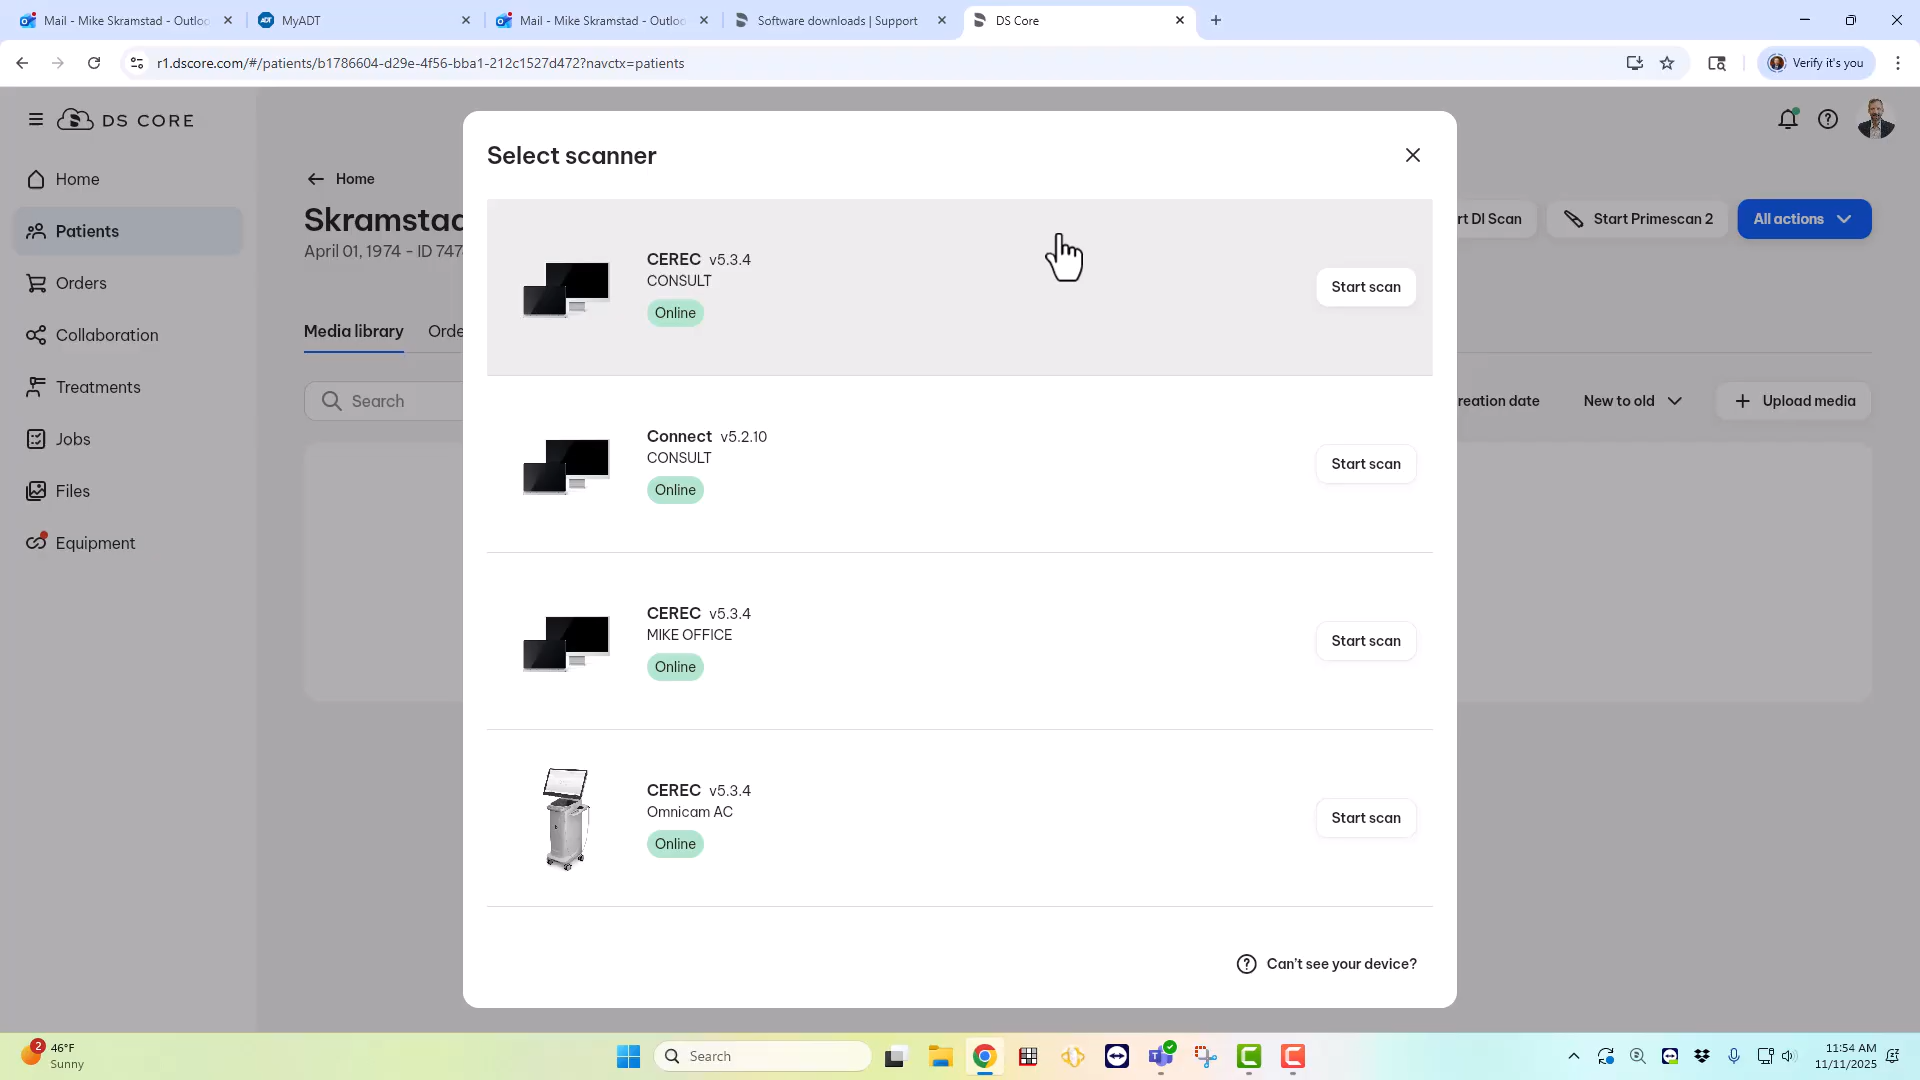 Mail - Mike Skramstad - Outloo
MyADT
Mail - Mike Skramstad - Outloo
Software downloads | Support
DS Core
r1.dscore.com/#/patients/b1786604-d29e-4f56-bba1-212c1527d472?navctx=patients
Verify it's you
DS CORE
Home
Patients
Orders
Collaboration
Treatments
Jobs
Files
Equipment
Home
Skramstad
April 01, 1974 - ID 747
rt DI Scan
Start Primescan 2
All actions
Media library
Orde
Search
reation date
New to old
Upload media
Select scanner
CEREC v5.3.4
CONSULT
Online
Start scan
Connect v5.2.10
CONSULT
Online
Start scan
CEREC v5.3.4
MIKE OFFICE
Online
Start scan
CEREC v5.3.4
Omnicam AC
Online
Start scan
Can't see your device?
2
46°F
Sunny
Search
11:54 AM
11/11/2025